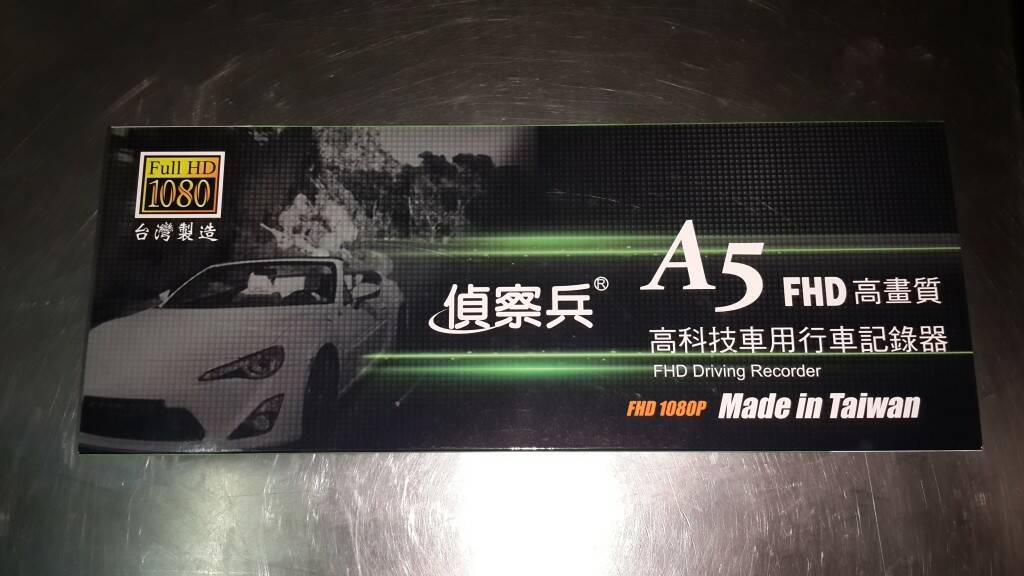 Full HD
1080
台灣製造
偵察兵®
A5 FHD 高畫質
高科技車用行車記錄器
FHD Driving Recorder
FHD 1080P Made in Taiwan